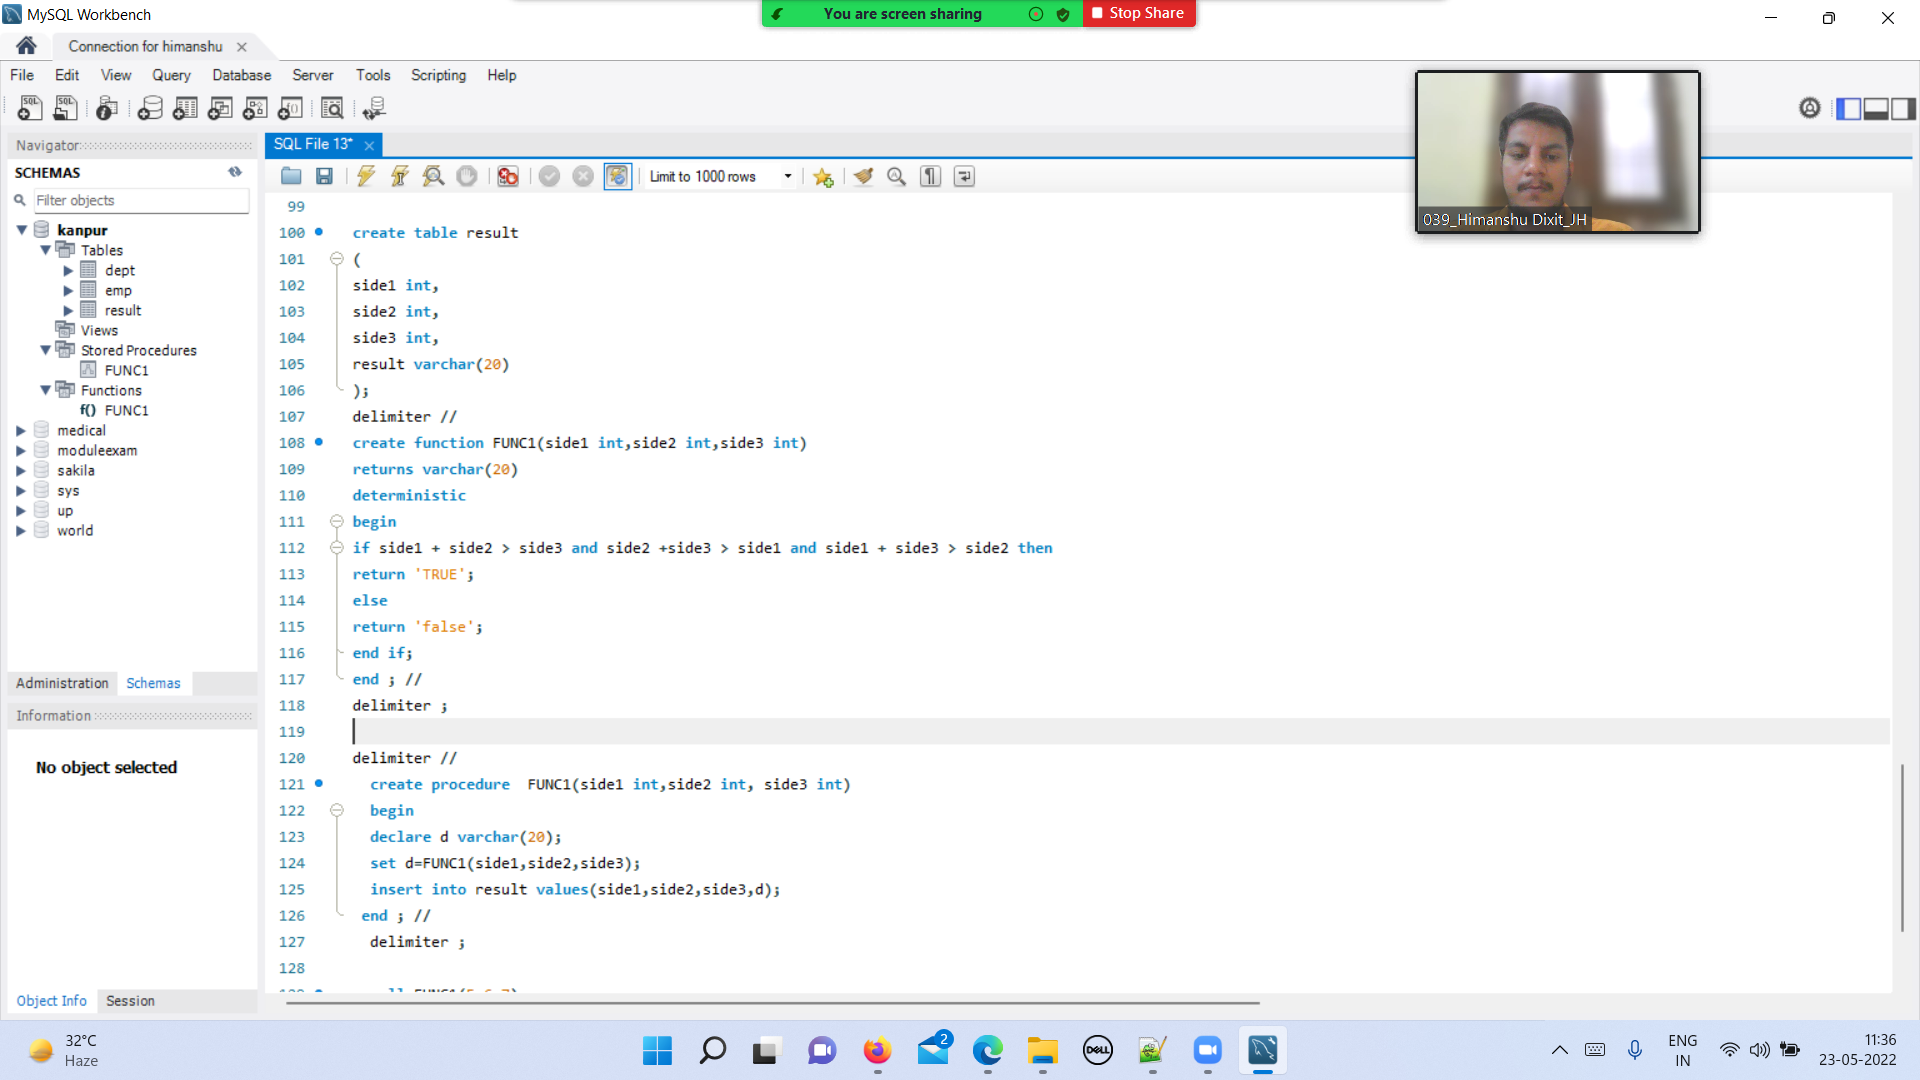 MySQL Workbench
You are screen sharing
Stop Share
Connection for himanshu
File Edit View Query Database Server Tools Scripting Help
Navigator
SQL File 13*
SCHEMAS
Limit to 1000 rows
Filter objects
kanpur
Tables
dept
emp
result
Views
Stored Procedures
FUNC1
Functions
f() FUNC1
medical
moduleexam
sakila
sys
up
world
Administration Schemas
Information
No object selected
Object Info Session
039_Himanshu Dixit_JH
99
100 create table result
101 (
102 side1 int,
103 side2 int,
104 side3 int,
105 result varchar(20)
106 );
107 delimiter //
108 create function FUNC1(side1 int,side2 int,side3 int)
109 returns varchar(20)
110 deterministic
111 begin
112 if side1 + side2 > side3 and side2 +side3 > side1 and side1 + side3 > side2 then
113 return 'TRUE';
114 else
115 return 'false';
116 end if;
117 end ; //
118 delimiter ;
119
120 delimiter //
121 create procedure  FUNC1(side1 int,side2 int, side3 int)
122 begin
123 declare d varchar(20);
124 set d=FUNC1(side1,side2,side3);
125 insert into result values(side1,side2,side3,d);
126 end ; //
127 delimiter ;
128
32°C
Haze
2
DELL
ENG
IN
11:36
23-05-2022